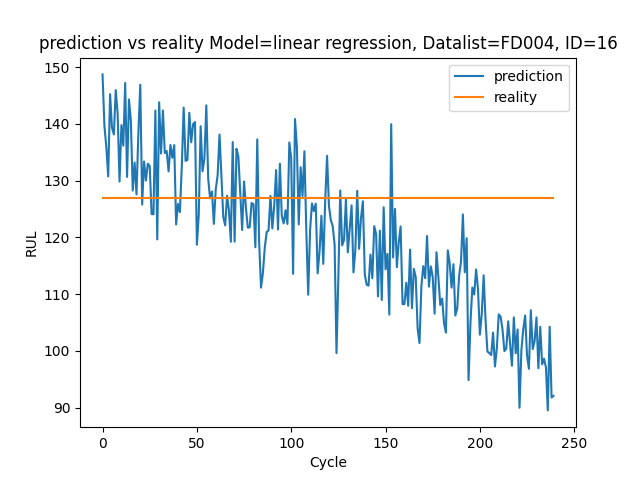 prediction vs reality Model=linear regression, Datalist=FD004, ID=16
prediction
reality
RUL
150
140
130
120
110
100
90
0
50
100
150
200
250
Cycle